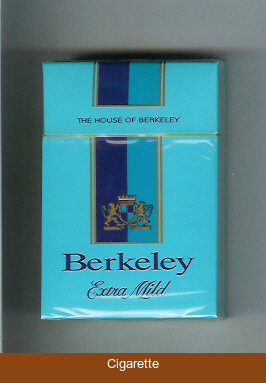 THE HOUSE OF BERKELEY
Berkeley
Extra Mild
Cigarette